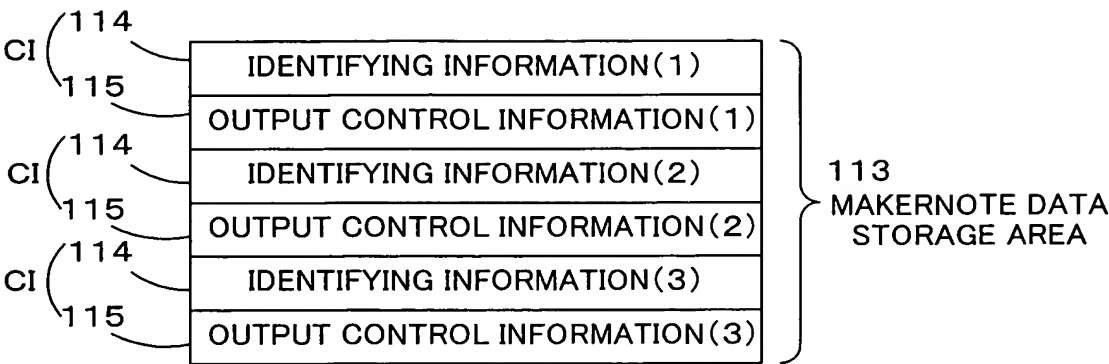 CI
114
IDENTIFYING INFORMATION(1)
115
OUTPUT CONTROL INFORMATION(1)
CI
114
IDENTIFYING INFORMATION(2)
115
OUTPUT CONTROL INFORMATION(2)
CI
114
IDENTIFYING INFORMATION(3)
115
OUTPUT CONTROL INFORMATION(3)
113
MAKERNOTE DATA
STORAGE AREA